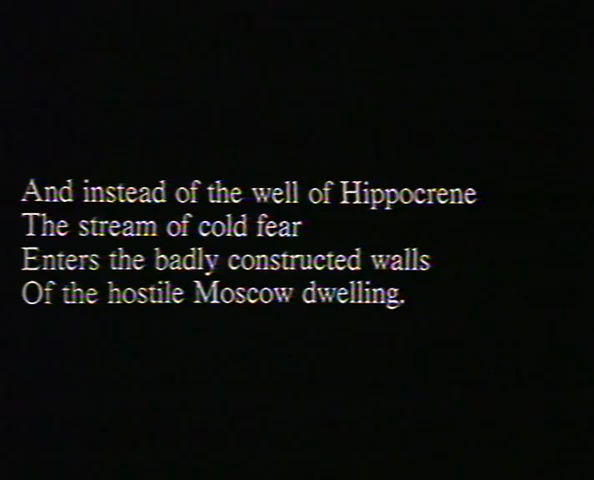 And instead of the well of Hippocrene
The stream of cold fear
Enters the badly constructed walls
Of the hostile Moscow dwelling.